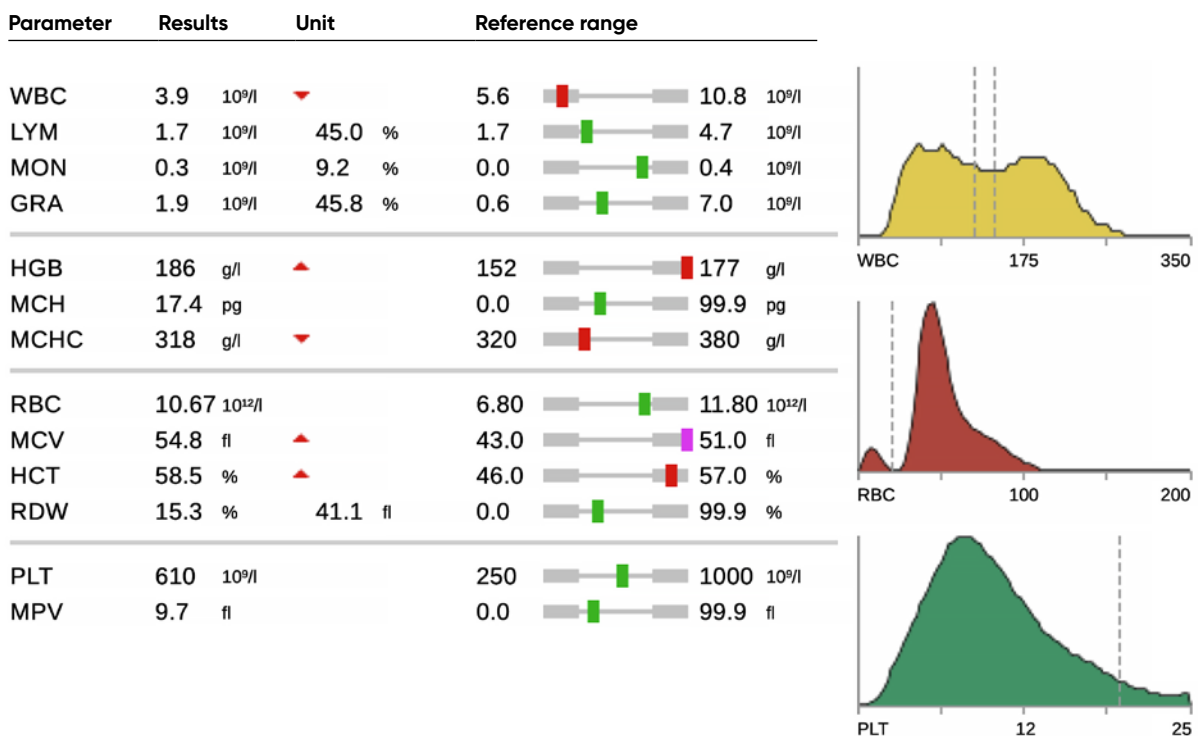 Parameter Results Unit Reference range
WBC 3.9 10⁹/l 5.6 10.8 10⁹/l
LYM 1.7 10⁹/l 45.0 % 1.7 4.7 10⁹/l
MON 0.3 10⁹/l 9.2 % 0.0 0.4 10⁹/l
GRA 1.9 10⁹/l 45.8 % 0.6 7.0 10⁹/l
HGB 186 g/l 152 177 g/l
MCH 17.4 pg 0.0 99.9 pg
MCHC 318 g/l 320 380 g/l
RBC 10.67 10¹²/l 6.80 11.80 10¹²/l
MCV 54.8 fl 43.0 51.0 fl
HCT 58.5 % 46.0 57.0 %
RDW 15.3 % 41.1 fl 0.0 99.9 %
PLT 610 10⁹/l 250 1000 10⁹/l
MPV 9.7 fl 0.0 99.9 fl
WBC 175 350
RBC 100 200
PLT 12 25